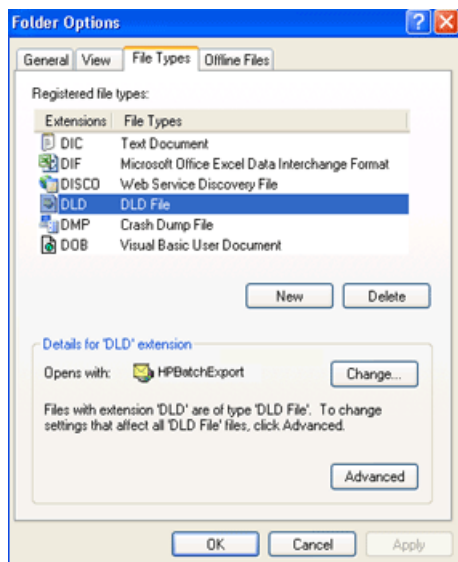 Folder Options
General View File Types Offline Files
Registered file types:
Extensions File Types
DIC Text Document
DIF Microsoft Office Excel Data Interchange Format
DISCO Web Service Discovery File
DLD DLD File
DMP Crash Dump File
DOB Visual Basic User Document
New Delete
Details for 'DLD' extension
Opens with: HPBatchExport Change...
Files with extension 'DLD' are of type 'DLD File'. To change
settings that affect all 'DLD File' files, click Advanced.
Advanced
OK Cancel Apply